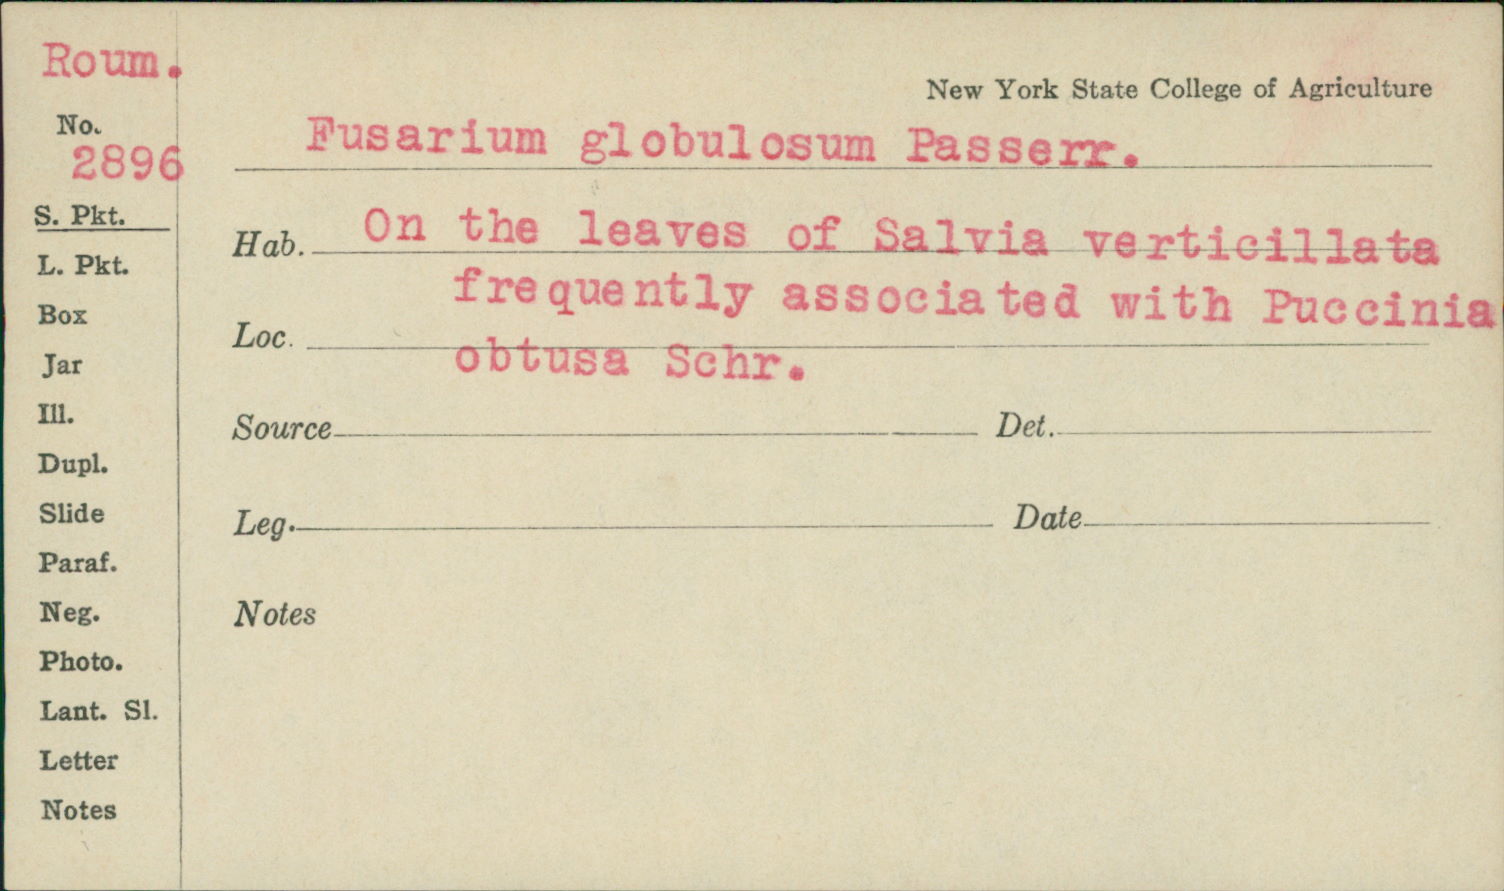 Roum.
New York State College of Agriculture
No.
2896
Fusarium globulosum Passerr.
S. Pkt.
Hab. On the leaves of Salvia verticillata
L. Pkt.
frequently associated with Puccinia
Box
Loc.
obtusa Schr.
Jar
Ill.
Source Det.
Dupl.
Slide
Leg. Date
Paraf.
Neg.
Notes
Photo.
Lant. Sl.
Letter
Notes